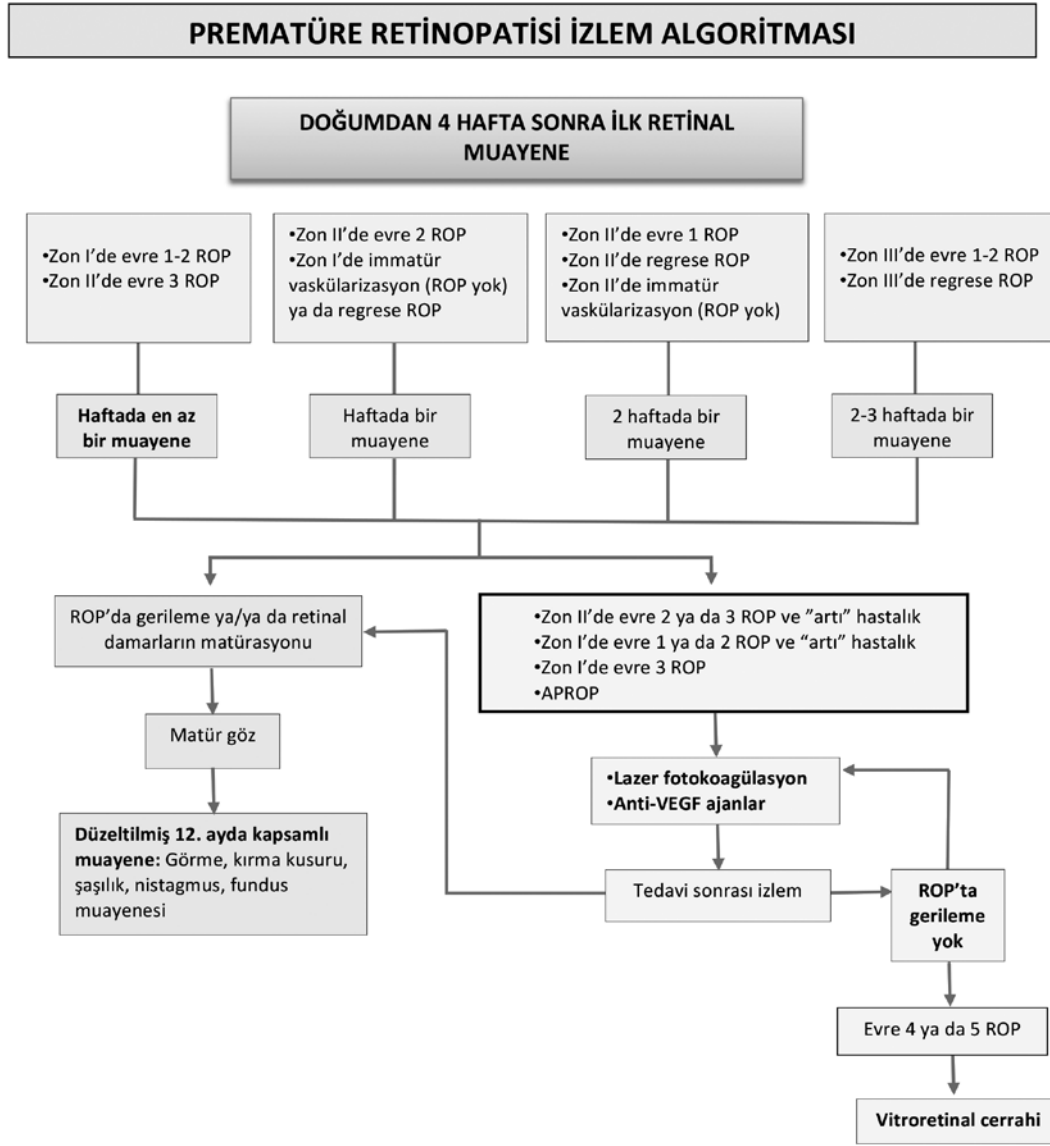 PREMATÜRE RETİNOPATİSİ İZLEM ALGORİTMASI
DOĞUMDAN 4 HAFTA SONRA İLK RETİNAL
MUAYENE
•Zon I’de evre 1-2 ROP
•Zon II’de evre 3 ROP
•Zon II’de evre 2 ROP
•Zon I’de immatür
vaskülarizasyon (ROP yok)
ya da regrese ROP
•Zon II’de evre 1 ROP
•Zon II’de regrese ROP
•Zon II’de immatür
vaskülarizasyon (ROP yok)
•Zon III’de evre 1-2 ROP
•Zon III’de regrese ROP
Haftada en az
bir muayene
Haftada bir
muayene
2 haftada bir
muayene
2-3 haftada bir
muayene
ROP’da gerileme ya/ya da retinal
damarların matürasyonu
•Zon II’de evre 2 ya da 3 ROP ve ”artı” hastalık
•Zon I’de evre 1 ya da 2 ROP ve “artı” hastalık
•Zon I’de evre 3 ROP
•APROP
Matür göz
•Lazer fotokoagülasyon
•Anti-VEGF ajanlar
Düzeltilmiş 12. ayda kapsamlı
muayene: Görme, kırma kusuru,
şaşılık, nistagmus, fundus
muayenesi
Tedavi sonrası izlem
ROP’ta
gerileme
yok
Evre 4 ya da 5 ROP
Vitroretinal cerrahi